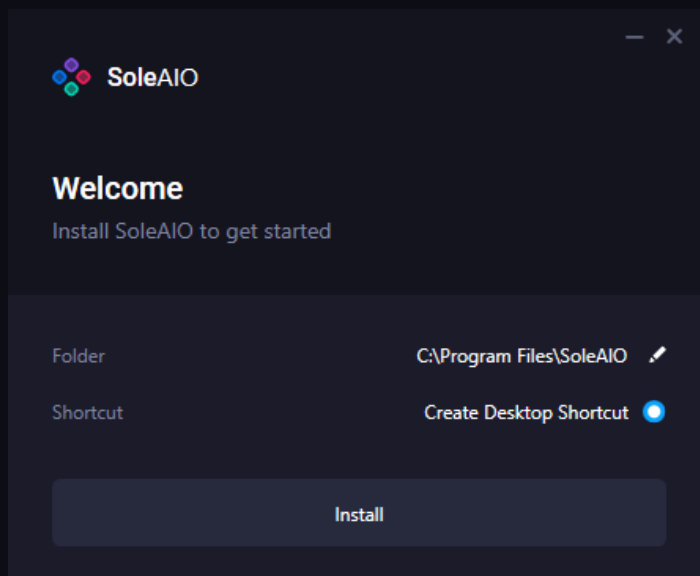 SoleAIO
Welcome
Install SoleAIO to get started
Folder C:\Program Files\SoleAIO
Shortcut Create Desktop Shortcut
Install